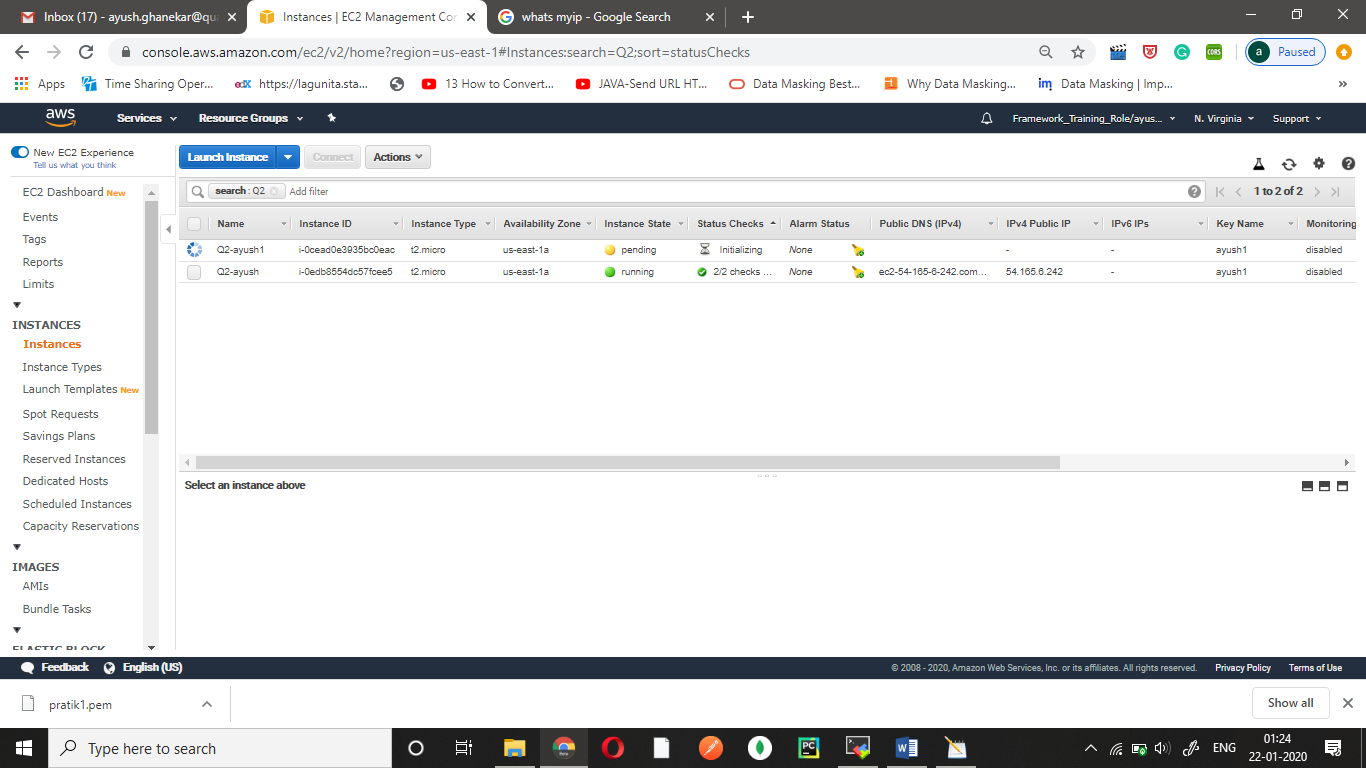 Inbox (17) - ayush.ghanekar@qu
Instances | EC2 Management Con
whats myip - Google Search
console.aws.amazon.com/ec2/v2/home?region=us-east-1#Instances:search=Q2;sort=statusChecks
CORS
a Paused
Apps
Time Sharing Oper...
edX https://lagunita.sta...
13 How to Convert...
JAVA-Send URL HT...
Data Masking Best...
Why Data Masking...
im Data Masking | Imp...
»
aws Services Resource Groups Framework_Training_Role/ayus... N. Virginia Support
New EC2 Experience
Tell us what you think
EC2 Dashboard New
Events
Tags
Reports
Limits
INSTANCES
Instances
Instance Types
Launch Templates New
Spot Requests
Savings Plans
Reserved Instances
Dedicated Hosts
Scheduled Instances
Capacity Reservations
IMAGES
AMIs
Bundle Tasks
ELASTIC BLOCK
Launch Instance Connect Actions
search : Q2 Add filter 1 to 2 of 2
Name Instance ID Instance Type Availability Zone Instance State Status Checks Alarm Status Public DNS (IPv4) IPv4 Public IP IPv6 IPs Key Name Monitoring
Q2-ayush1 i-0cead0e3935bc0eac t2.micro us-east-1a pending Initializing None - - ayush1 disabled
Q2-ayush i-0edb8554dc57fcee5 t2.micro us-east-1a running 2/2 checks ... None ec2-54-165-6-242.com... 54.165.6.242 - ayush1 disabled
Select an instance above
Feedback English (US) © 2008 - 2020, Amazon Web Services, Inc. or its affiliates. All rights reserved. Privacy Policy Terms of Use
pratik1.pem Show all
Type here to search
PC
ENG
01:24
22-01-2020